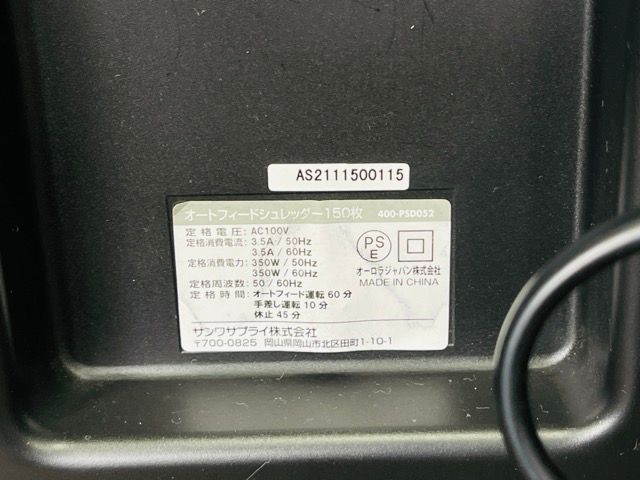 AS2111500115
オートフィードシュレッダー150枚 400-PSD052
定格電圧:AC100V
定格消費電流:3.5A/50Hz
3.5A/60Hz
定格消費電力:350W/50Hz
350W/60Hz
定格周波数:50/60Hz
定格時間:オートフィード運転60分
手差し運転10分
休止45分
PS
E
オーロラジャパン株式会社
MADE IN CHINA
サンワサプライ株式会社
〒700-0825 岡山県岡山市北区田町1-10-1